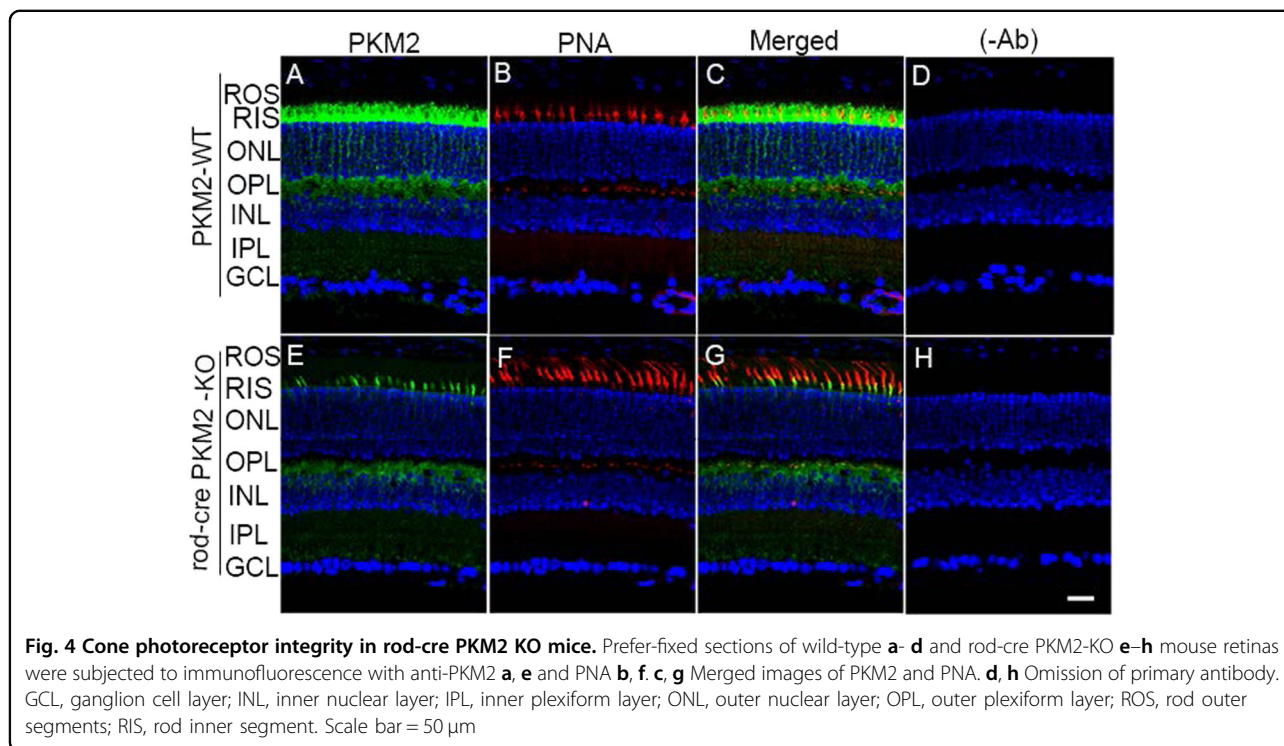 PKM2 PNA Merged (-Ab)
PKM2-WT
A B C D
ROS
RIS
ONL
OPL
INL
IPL
GCL
rod-cre PKM2 -KO
E F G H
ROS
RIS
ONL
OPL
INL
IPL
GCL
Fig. 4 Cone photoreceptor integrity in rod-cre PKM2 KO mice. Prefer-fixed sections of wild-type a- d and rod-cre PKM2-KO e–h mouse retinas
were subjected to immunofluorescence with anti-PKM2 a, e and PNA b, f. c, g Merged images of PKM2 and PNA. d, h Omission of primary antibody.
GCL, ganglion cell layer; INL, inner nuclear layer; IPL, inner plexiform layer; ONL, outer nuclear layer; OPL, outer plexiform layer; ROS, rod outer
segments; RIS, rod inner segment. Scale bar = 50 μm